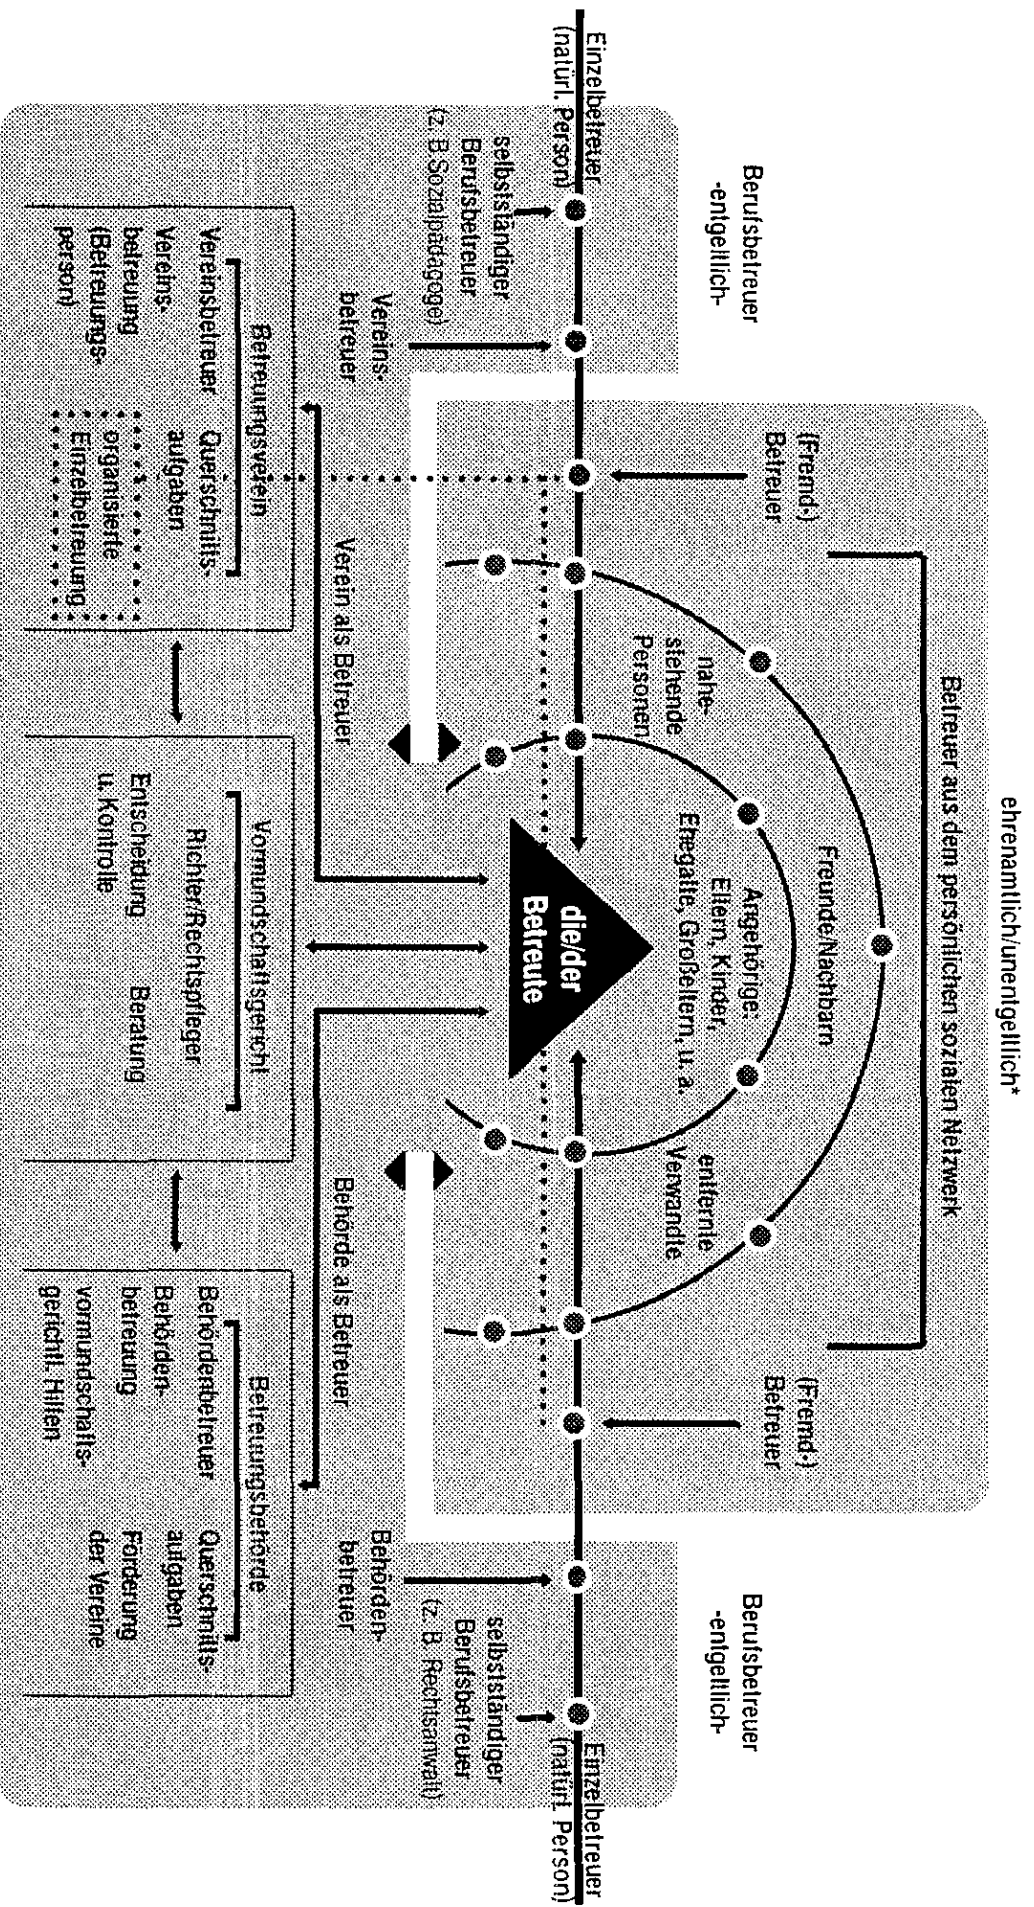 ehrenamtlich/unentgeltlich*
Betreuer aus dem persönlichen sozialen Netzwerk
Berufsbetreuer
-entgeltlich-
(Fremd-)
Betreuer
Freunde/Nachbarn
(Fremd-)
Betreuer
Berufsbetreuer
-entgeltlich-
Angehörige:
Eltern, Kinder,
Ehegatte, Großeltern, u. a.
nahe-
stehende
Personen
entfernte
Verwandte
Einzelbetreuer
(natürl. Person)
Einzelbetreuer
(natürl. Person)
die/der
Betreute
selbstständiger
Berufsbetreuer
(z. B.Sozialpädagoge)
Vereins-
betreuer
Behörden-
betreuer
selbstständiger
Berufsbetreuer
(z. B. Rechtsanwalt)
Verein als Betreuer
Behörde als Betreuer
Betreuungsverein
Vereinsbetreuer
Vereins-
betreuung
(Betreuungs-
person)
Querschnitts-
aufgaben
organisierte
Einzelbetreuung
Vormundschaftsgericht
Richter/Rechtspfleger
Entscheidung
u. Kontrolle
Beratung
Betreuungsbehörde
Behördenbetreuer
Behörden-
betreuung
vormundschafts-
gerichtl. Hilfen
Querschnitts-
aufgaben
Förderung
der Vereine